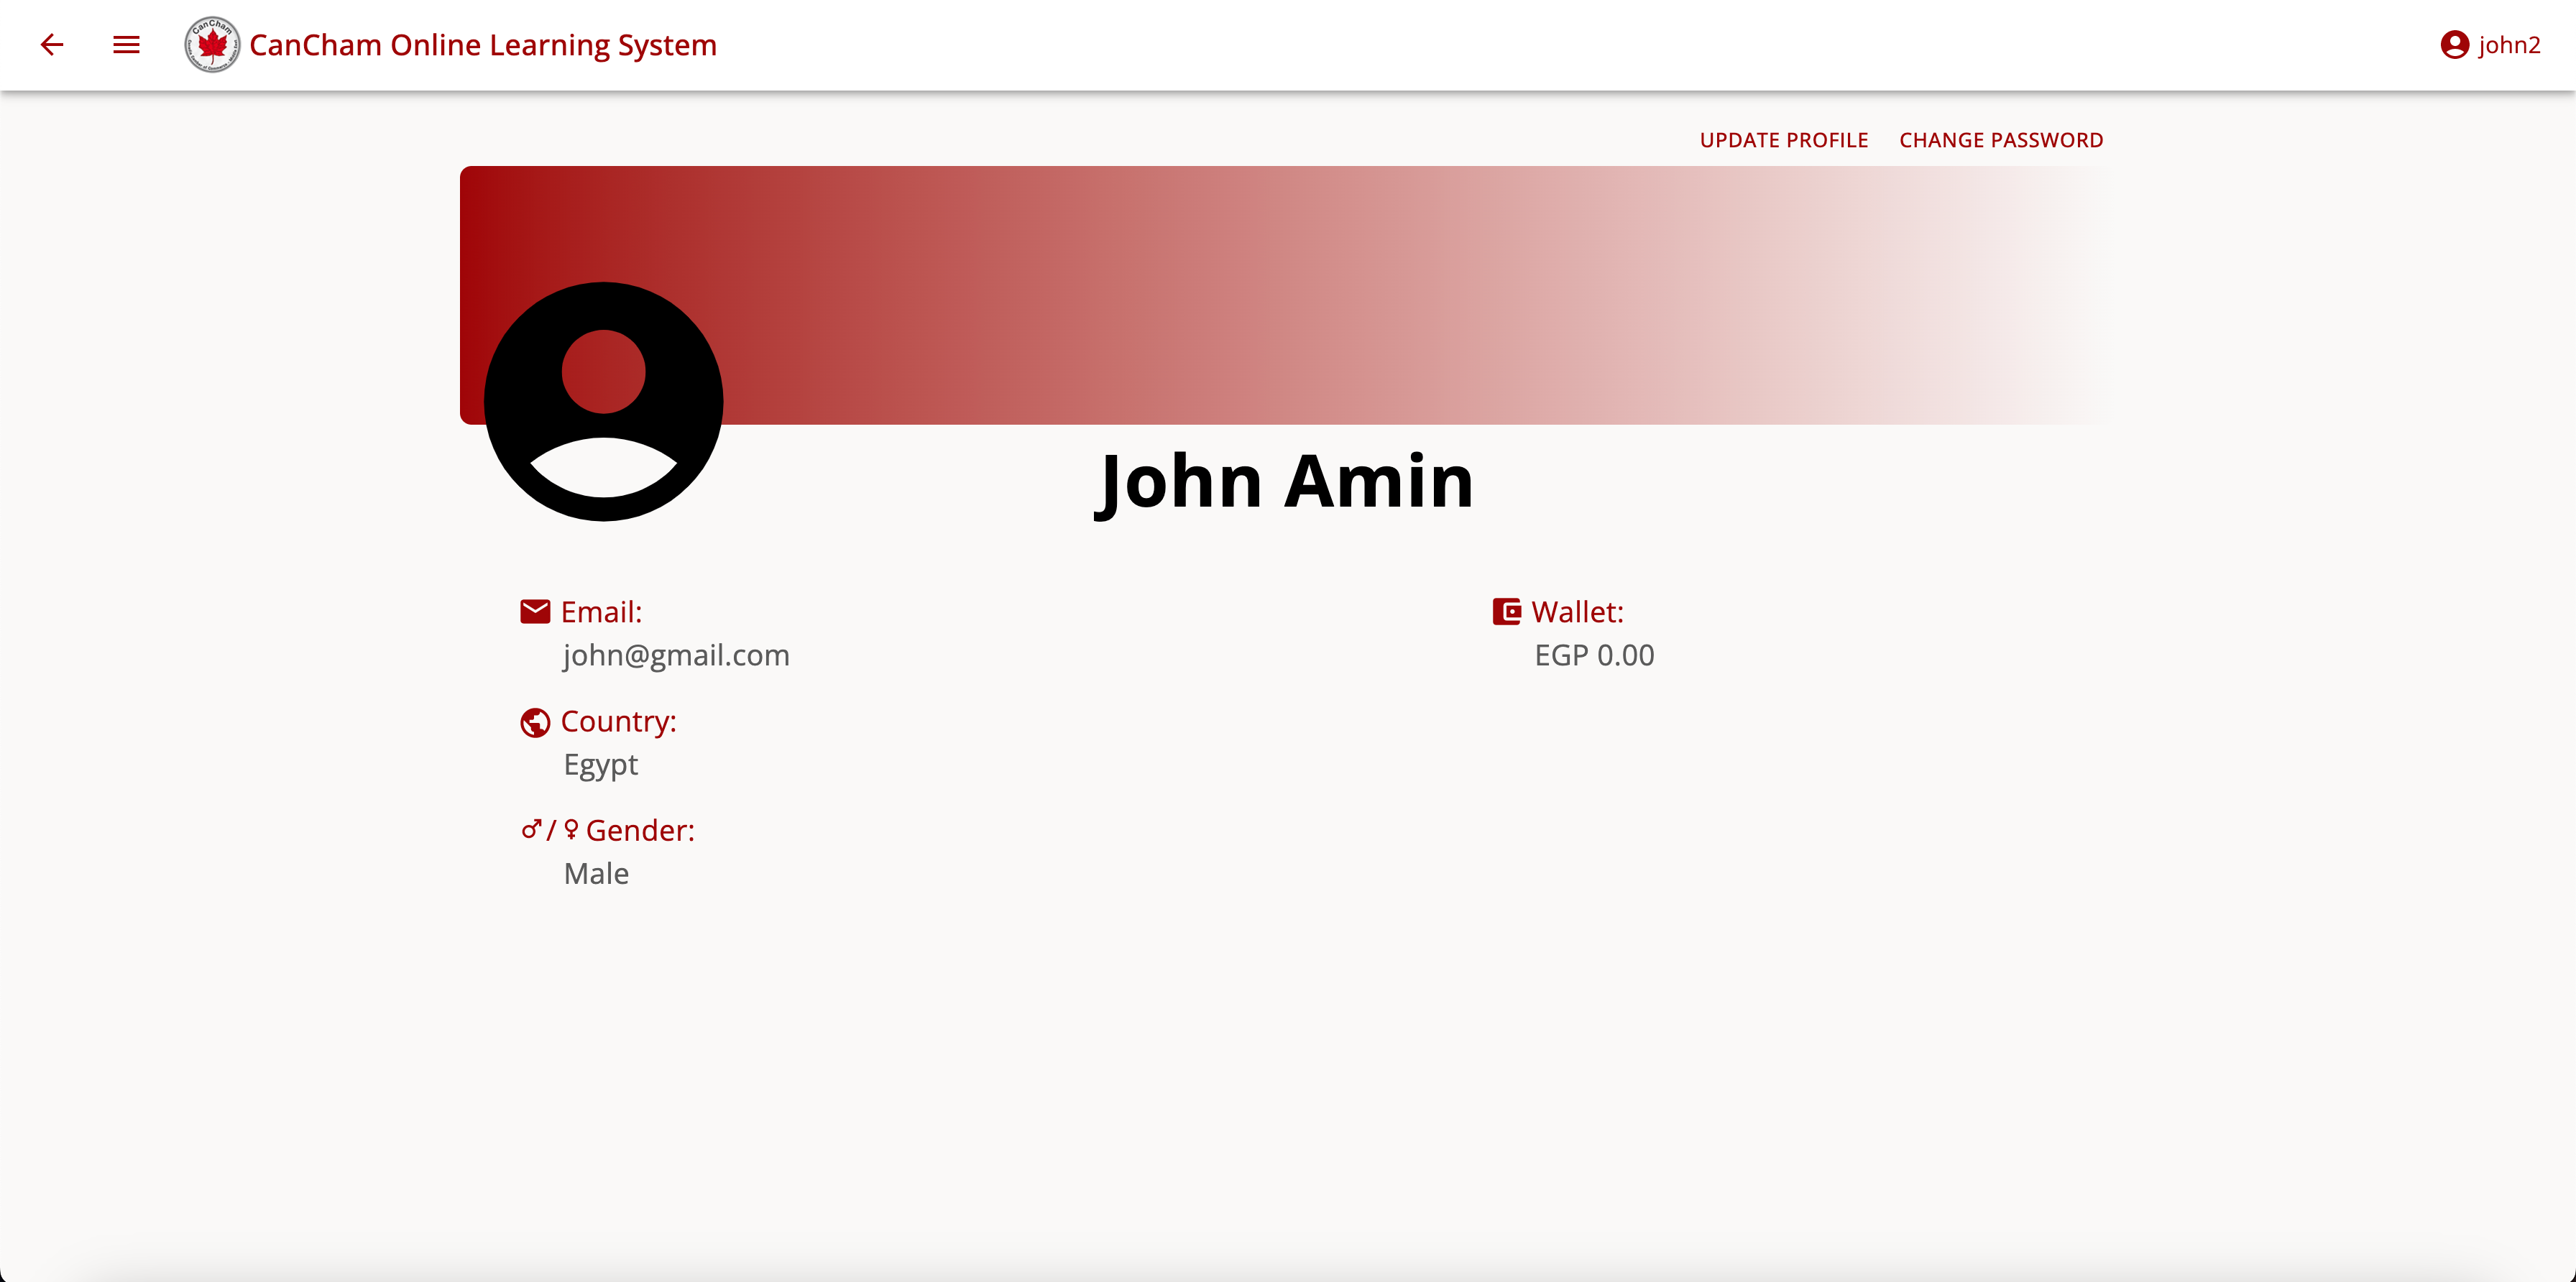 CanCham
CanCham Online Learning System
john2
UPDATE PROFILE CHANGE PASSWORD
John Amin
Email:
john@gmail.com
Wallet:
EGP 0.00
Country:
Egypt
♂/♀ Gender:
Male